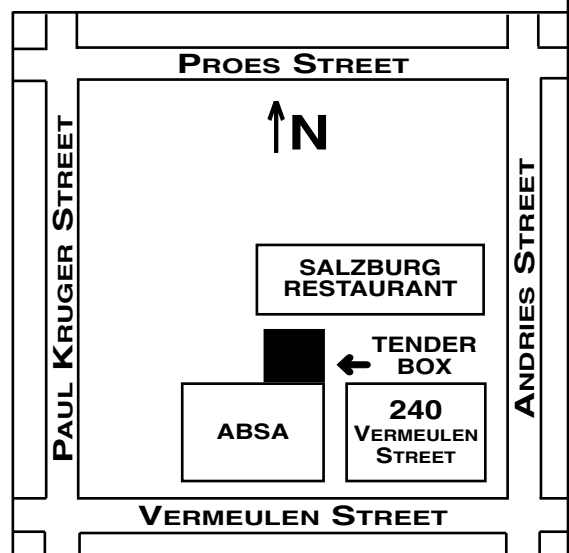 PROES STREET
N
PAUL KRUGER STREET
ANDRIES STREET
SALZBURG
RESTAURANT
TENDER
BOX
ABSA
240
VERMEULEN
STREET
VERMEULEN STREET